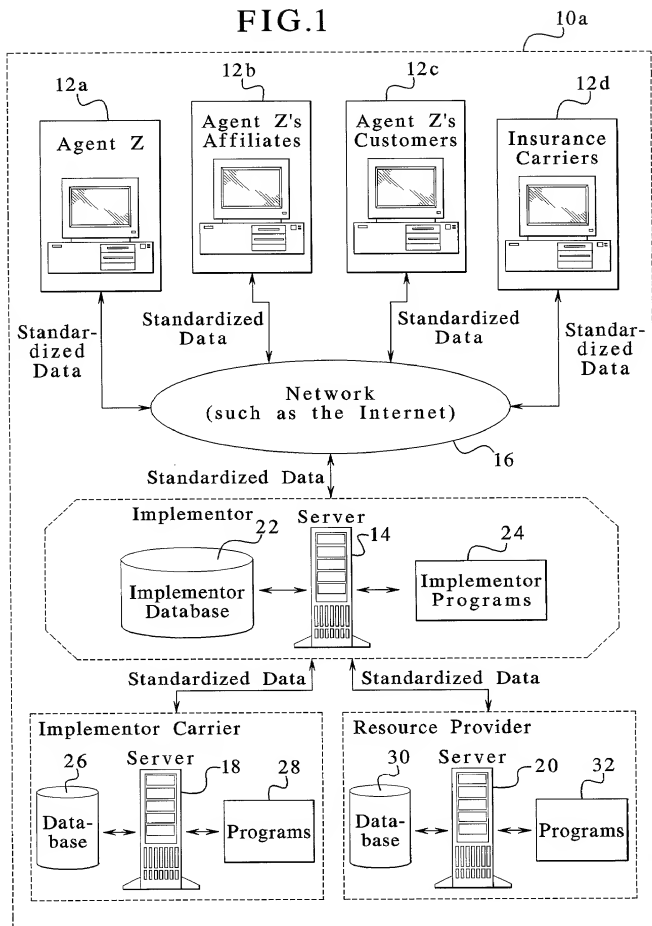 FIG.1
10a
12a
12b
12c
12d
Agent Z
Agent Z's
Affiliates
Agent Z's
Customers
Insurance
Carriers
Standar-
dized
Data
Standardized
Data
Standardized
Data
Standar-
dized
Data
Network
(such as the Internet)
16
Standardized Data
Implementor
22
Server
14
24
Implementor
Database
Implementor
Programs
Standardized Data
Standardized Data
Implementor Carrier
26
Server
18
28
Data-
base
Programs
Resource Provider
30
Server
20
32
Data-
base
Programs